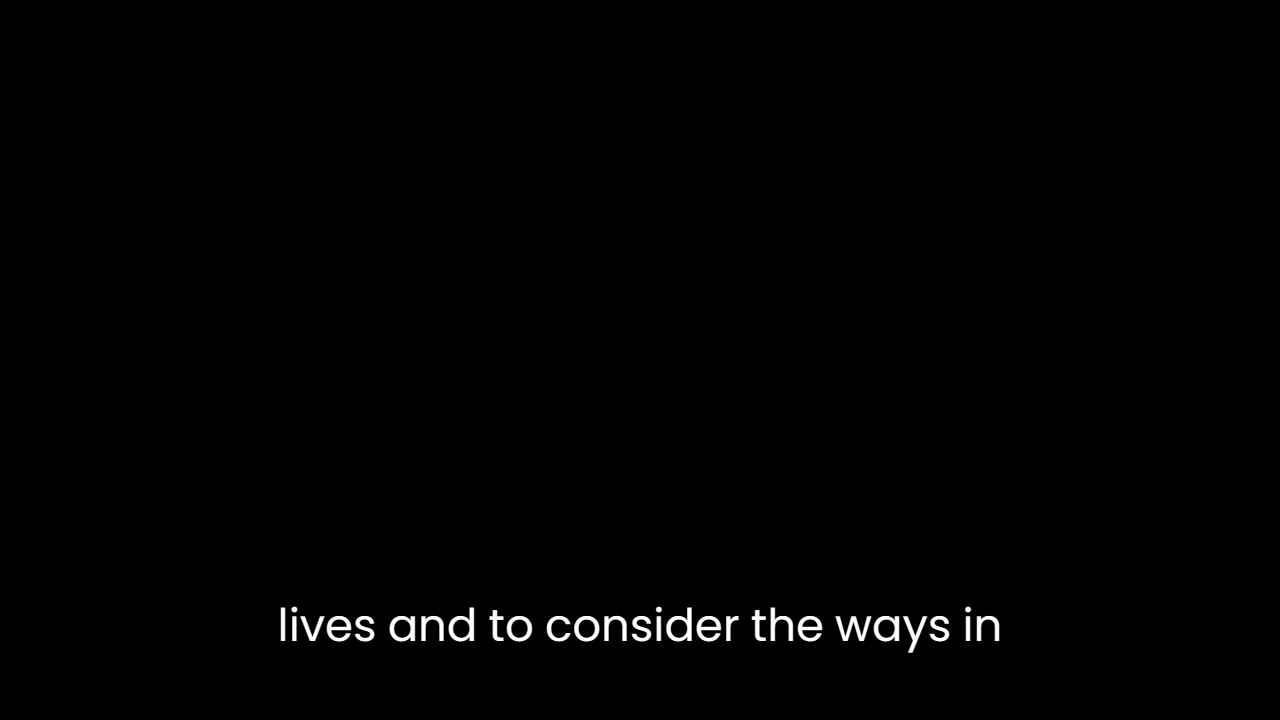 lives and to consider the ways in